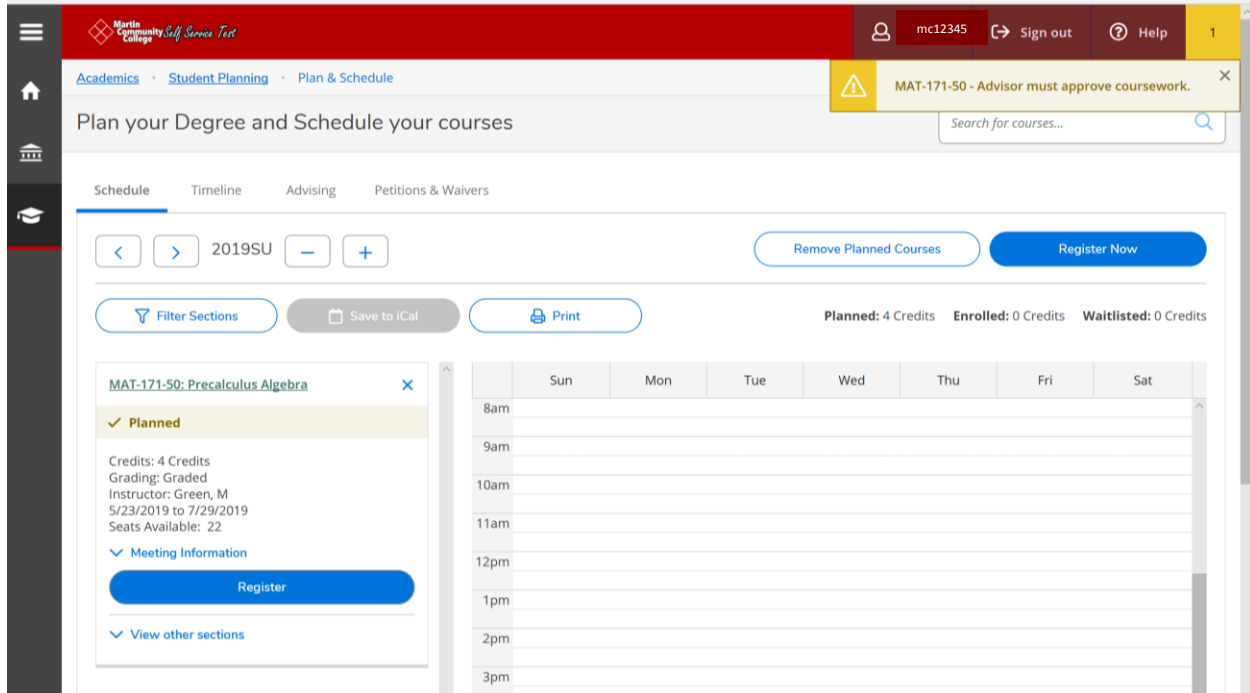 Martin
Community
College
Self Service Test
mc12345
Sign out
Help
1
Academics
Student Planning
Plan & Schedule
MAT-171-50 - Advisor must approve coursework.
Plan your Degree and Schedule your courses
Search for courses...
Schedule
Timeline
Advising
Petitions & Waivers
2019SU
Remove Planned Courses
Register Now
Filter Sections
Save to iCal
Print
Planned: 4 Credits
Enrolled: 0 Credits
Waitlisted: 0 Credits
MAT-171-50: Precalculus Algebra
Planned
Credits: 4 Credits
Grading: Graded
Instructor: Green, M
5/23/2019 to 7/29/2019
Seats Available: 22
Meeting Information
Register
View other sections
Sun
Mon
Tue
Wed
Thu
Fri
Sat
8am
9am
10am
11am
12pm
1pm
2pm
3pm